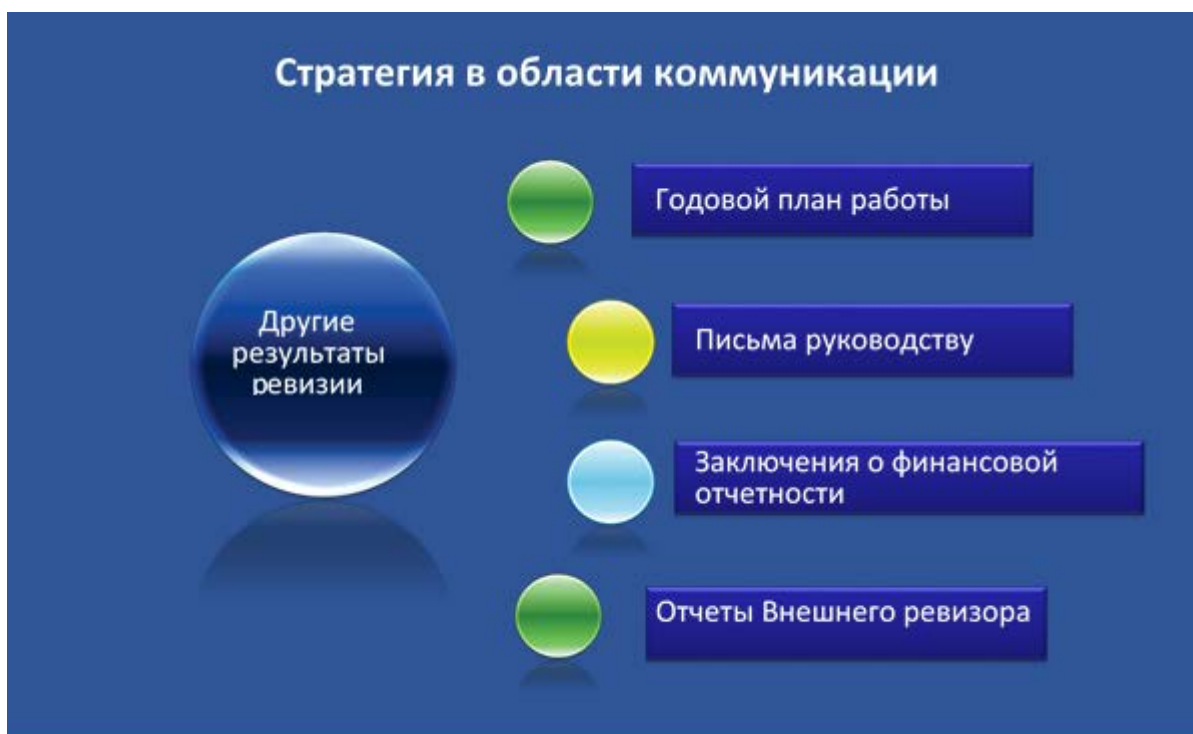 Стратегия в области коммуникации
Годовой план работы
Другие
результаты
ревизии
Письма руководству
Заключения о финансовой
отчетности
Отчеты Внешнего ревизора